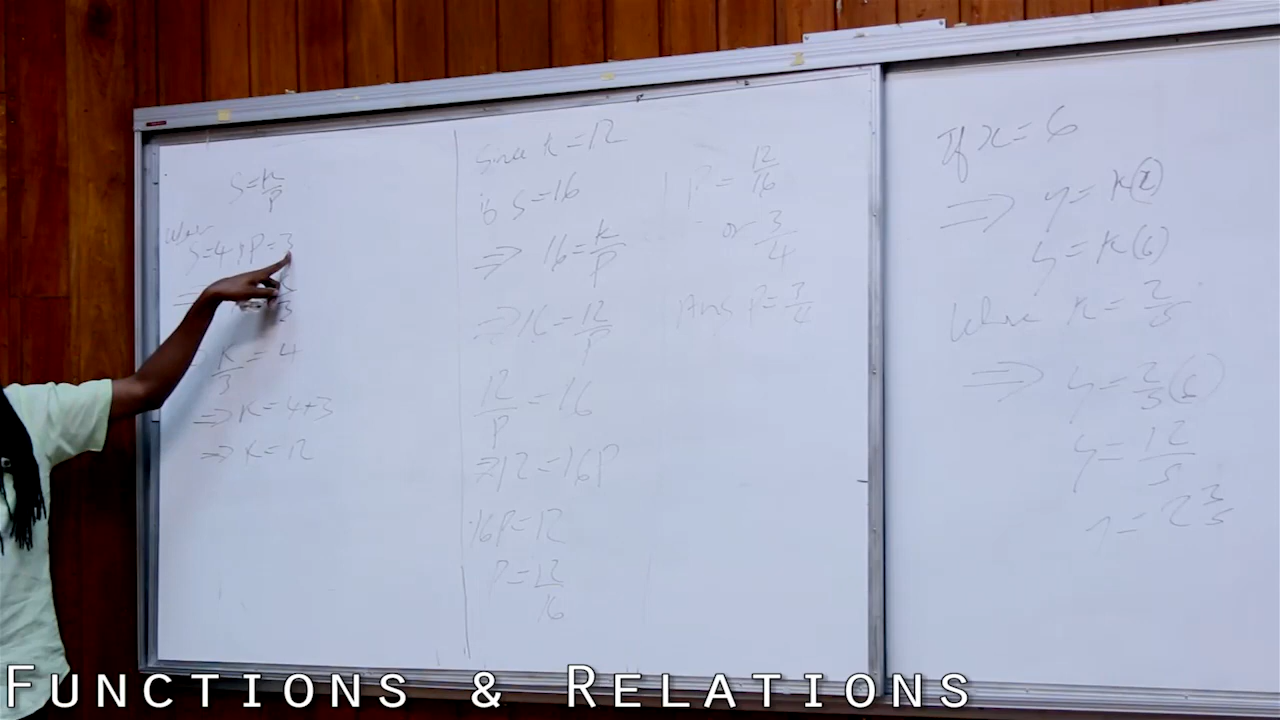 S = K/P
When
S = 4, P = 3
K/3 = 4
⇒ K = 4 × 3
⇒ K = 12
Since K = 12
if S = 16
⇒ 16 = K/P
⇒ 16 = 12/P
12/P = 16
⇒ 12 = 16P
16P = 12
P = 12/16
P = 12/16
or 3/4
Ans P = 3/4
If x = 6
⇒ y = K(x)
y = K(6)
Where K = 2/5
⇒ y = 2/5(6)
y = 12/5
= 2 2/5
FUNCTIONS & RELATIONS